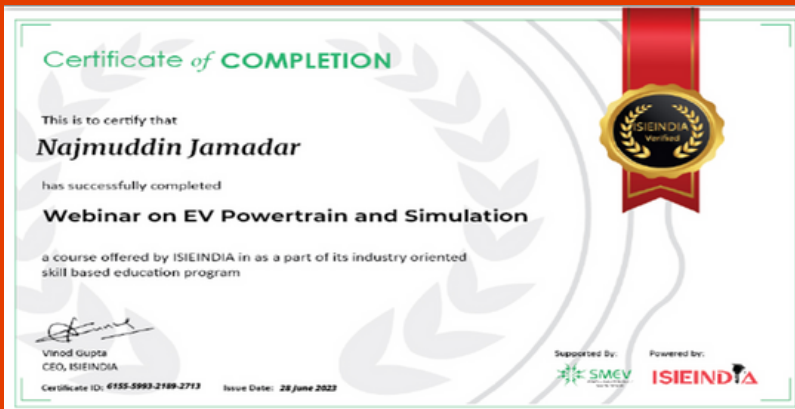 Certificate of COMPLETION
This is to certify that
Najmuddin Jamadar
has successfully completed
Webinar on EV Powertrain and Simulation
a course offered by ISIEINDIA in as a part of its industry oriented
skill based education program
ISIEINDIA
Verified
Vinod Gupta
CEO, ISIEINDIA
Certificate ID: 6155-5993-2189-2713 Issue Date: 28 June 2023
Supported By:
SMEV
Powered by:
ISIEINDIA